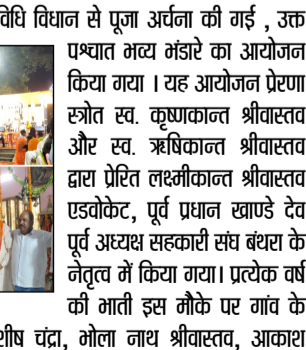 विधि विधान से पूजा अर्चना की गई , उक्त
पश्चात भव्य भंडारे का आयोजन
किया गया । यह आयोजन प्रेरणा
स्त्रोत स्व. कृष्णकान्त श्रीवास्तव
और स्व. ऋषिकान्त श्रीवास्तव
द्वारा प्रेरित लक्ष्मीकान्त श्रीवास्तव
एडवोकेट, पूर्व प्रधान खाण्डे देव
पूर्व अध्यक्ष सहकारी संघ बंथरा के
नेतृत्व में किया गया। प्रत्येक वर्ष
की भाती इस मौके पर गांव के
चंद्रा, भोला नाथ श्रीवास्तव, आकाश